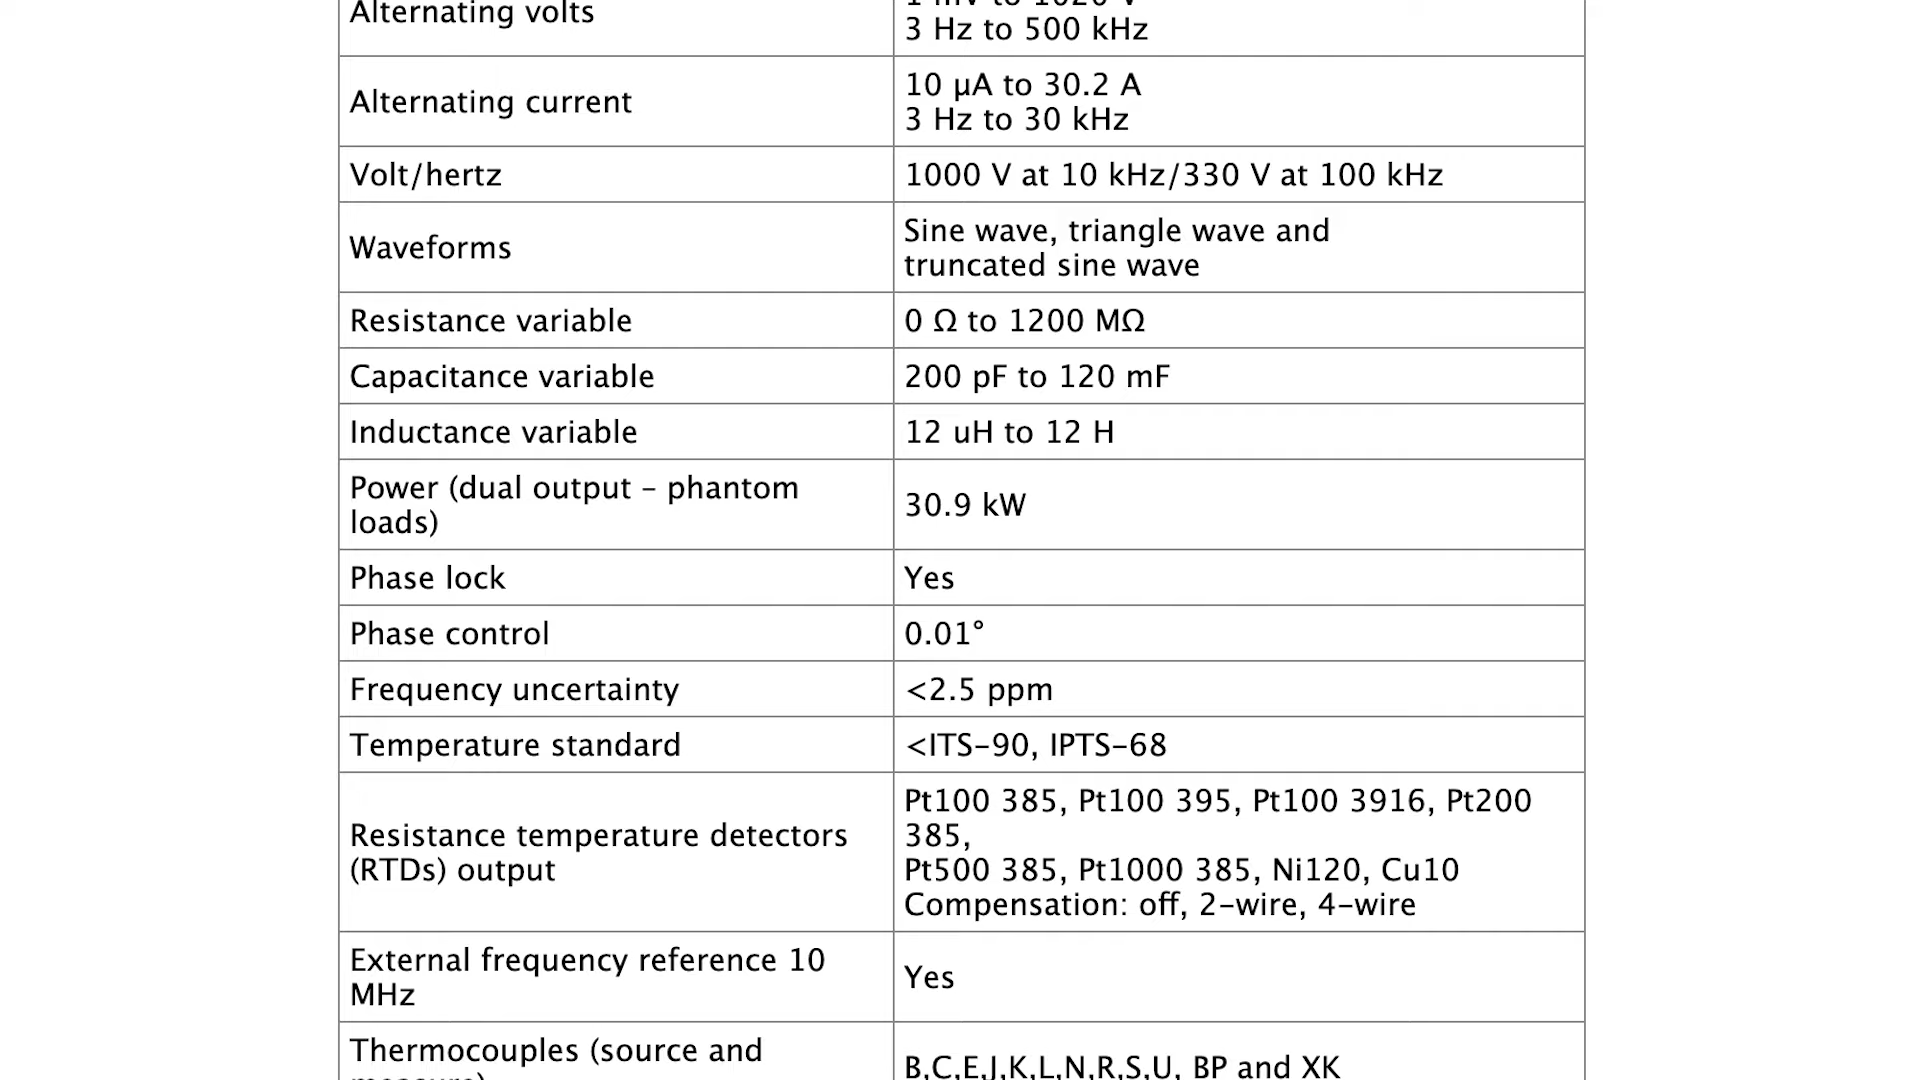 Alternating volts
3 Hz to 500 kHz
Alternating current
10 µA to 30.2 A
3 Hz to 30 kHz
Volt/hertz
1000 V at 10 kHz/330 V at 100 kHz
Waveforms
Sine wave, triangle wave and
truncated sine wave
Resistance variable
0 Ω to 1200 MΩ
Capacitance variable
200 pF to 120 mF
Inductance variable
12 uH to 12 H
Power (dual output – phantom
loads)
30.9 kW
Phase lock
Yes
Phase control
0.01°
Frequency uncertainty
<2.5 ppm
Temperature standard
<ITS–90, IPTS–68
Resistance temperature detectors
(RTDs) output
Pt100 385, Pt100 395, Pt100 3916, Pt200
385,
Pt500 385, Pt1000 385, Ni120, Cu10
Compensation: off, 2–wire, 4–wire
External frequency reference 10
MHz
Yes
Thermocouples (source and
B,C,E,J,K,L,N,R,S,U, BP and XK